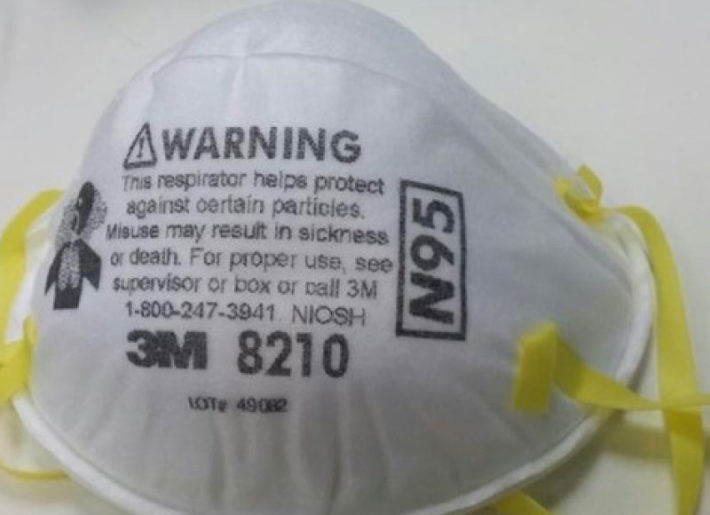 WARNING
This respirator helps protect
against certain particles.
Misuse may result in sickness
or death. For proper use, see
supervisor or box or call 3M
1-800-247-3941. NIOSH
3M 8210
LOT# 49082
N95